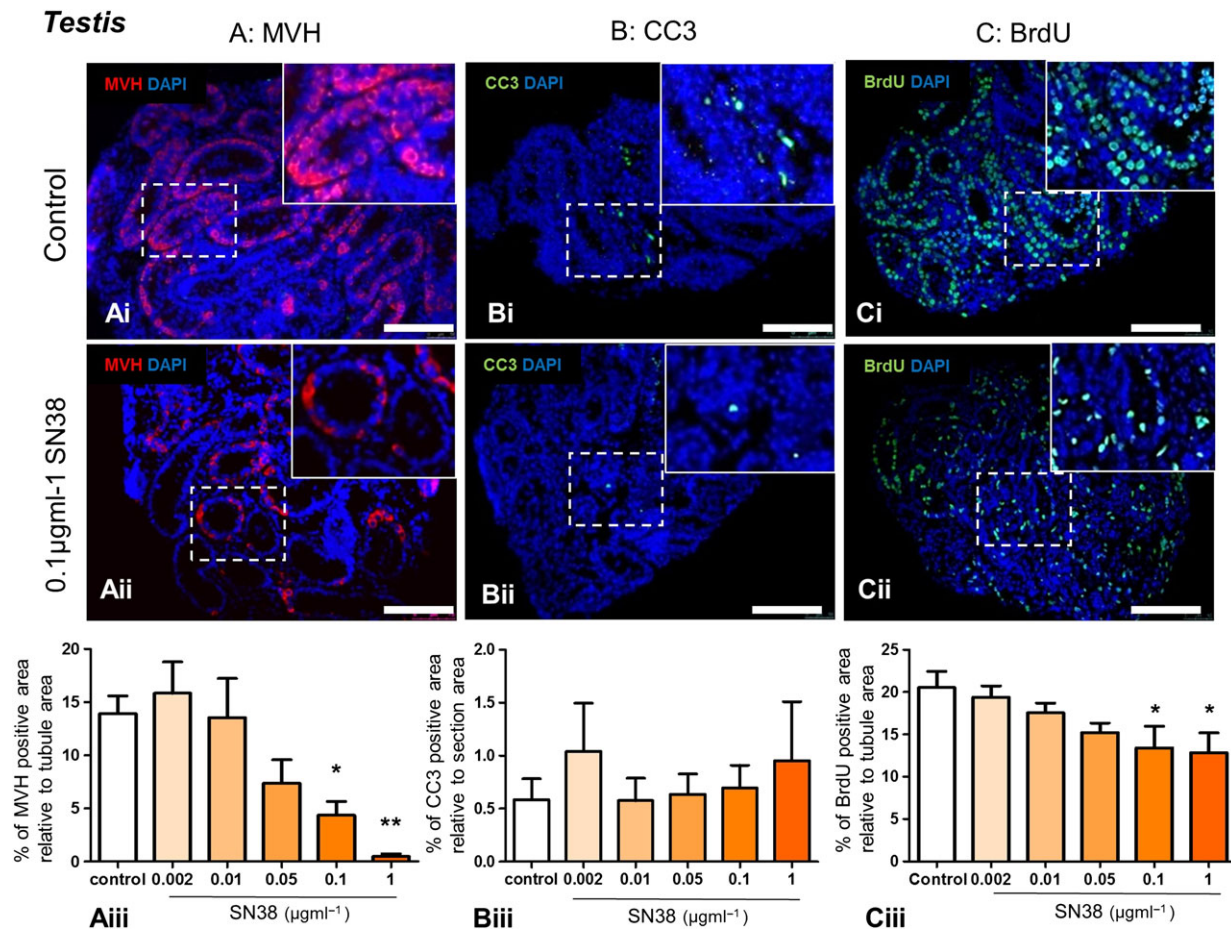 Testis
A: MVH
B: CC3
C: BrdU
Control
MVH DAPI
Ai
CC3 DAPI
Bi
BrdU DAPI
Ci
0.1µgml-1 SN38
MVH DAPI
Aii
CC3 DAPI
Bii
BrdU DAPI
Cii
% of MVH positive area
relative to tubule area
20
15
10
5
0
*
**
control 0.002 0.01 0.05 0.1 1
SN38 (µgml⁻¹)
Aiii
% of CC3 positive area
relative to section area
2.0
1.5
1.0
0.5
0.0
control 0.002 0.01 0.05 0.1 1
SN38 (µgml⁻¹)
Biii
% of BrdU positive area
relative to tubule area
25
20
15
10
5
0
*
*
Control 0.002 0.01 0.05 0.1 1
SN38 (µgml⁻¹)
Ciii